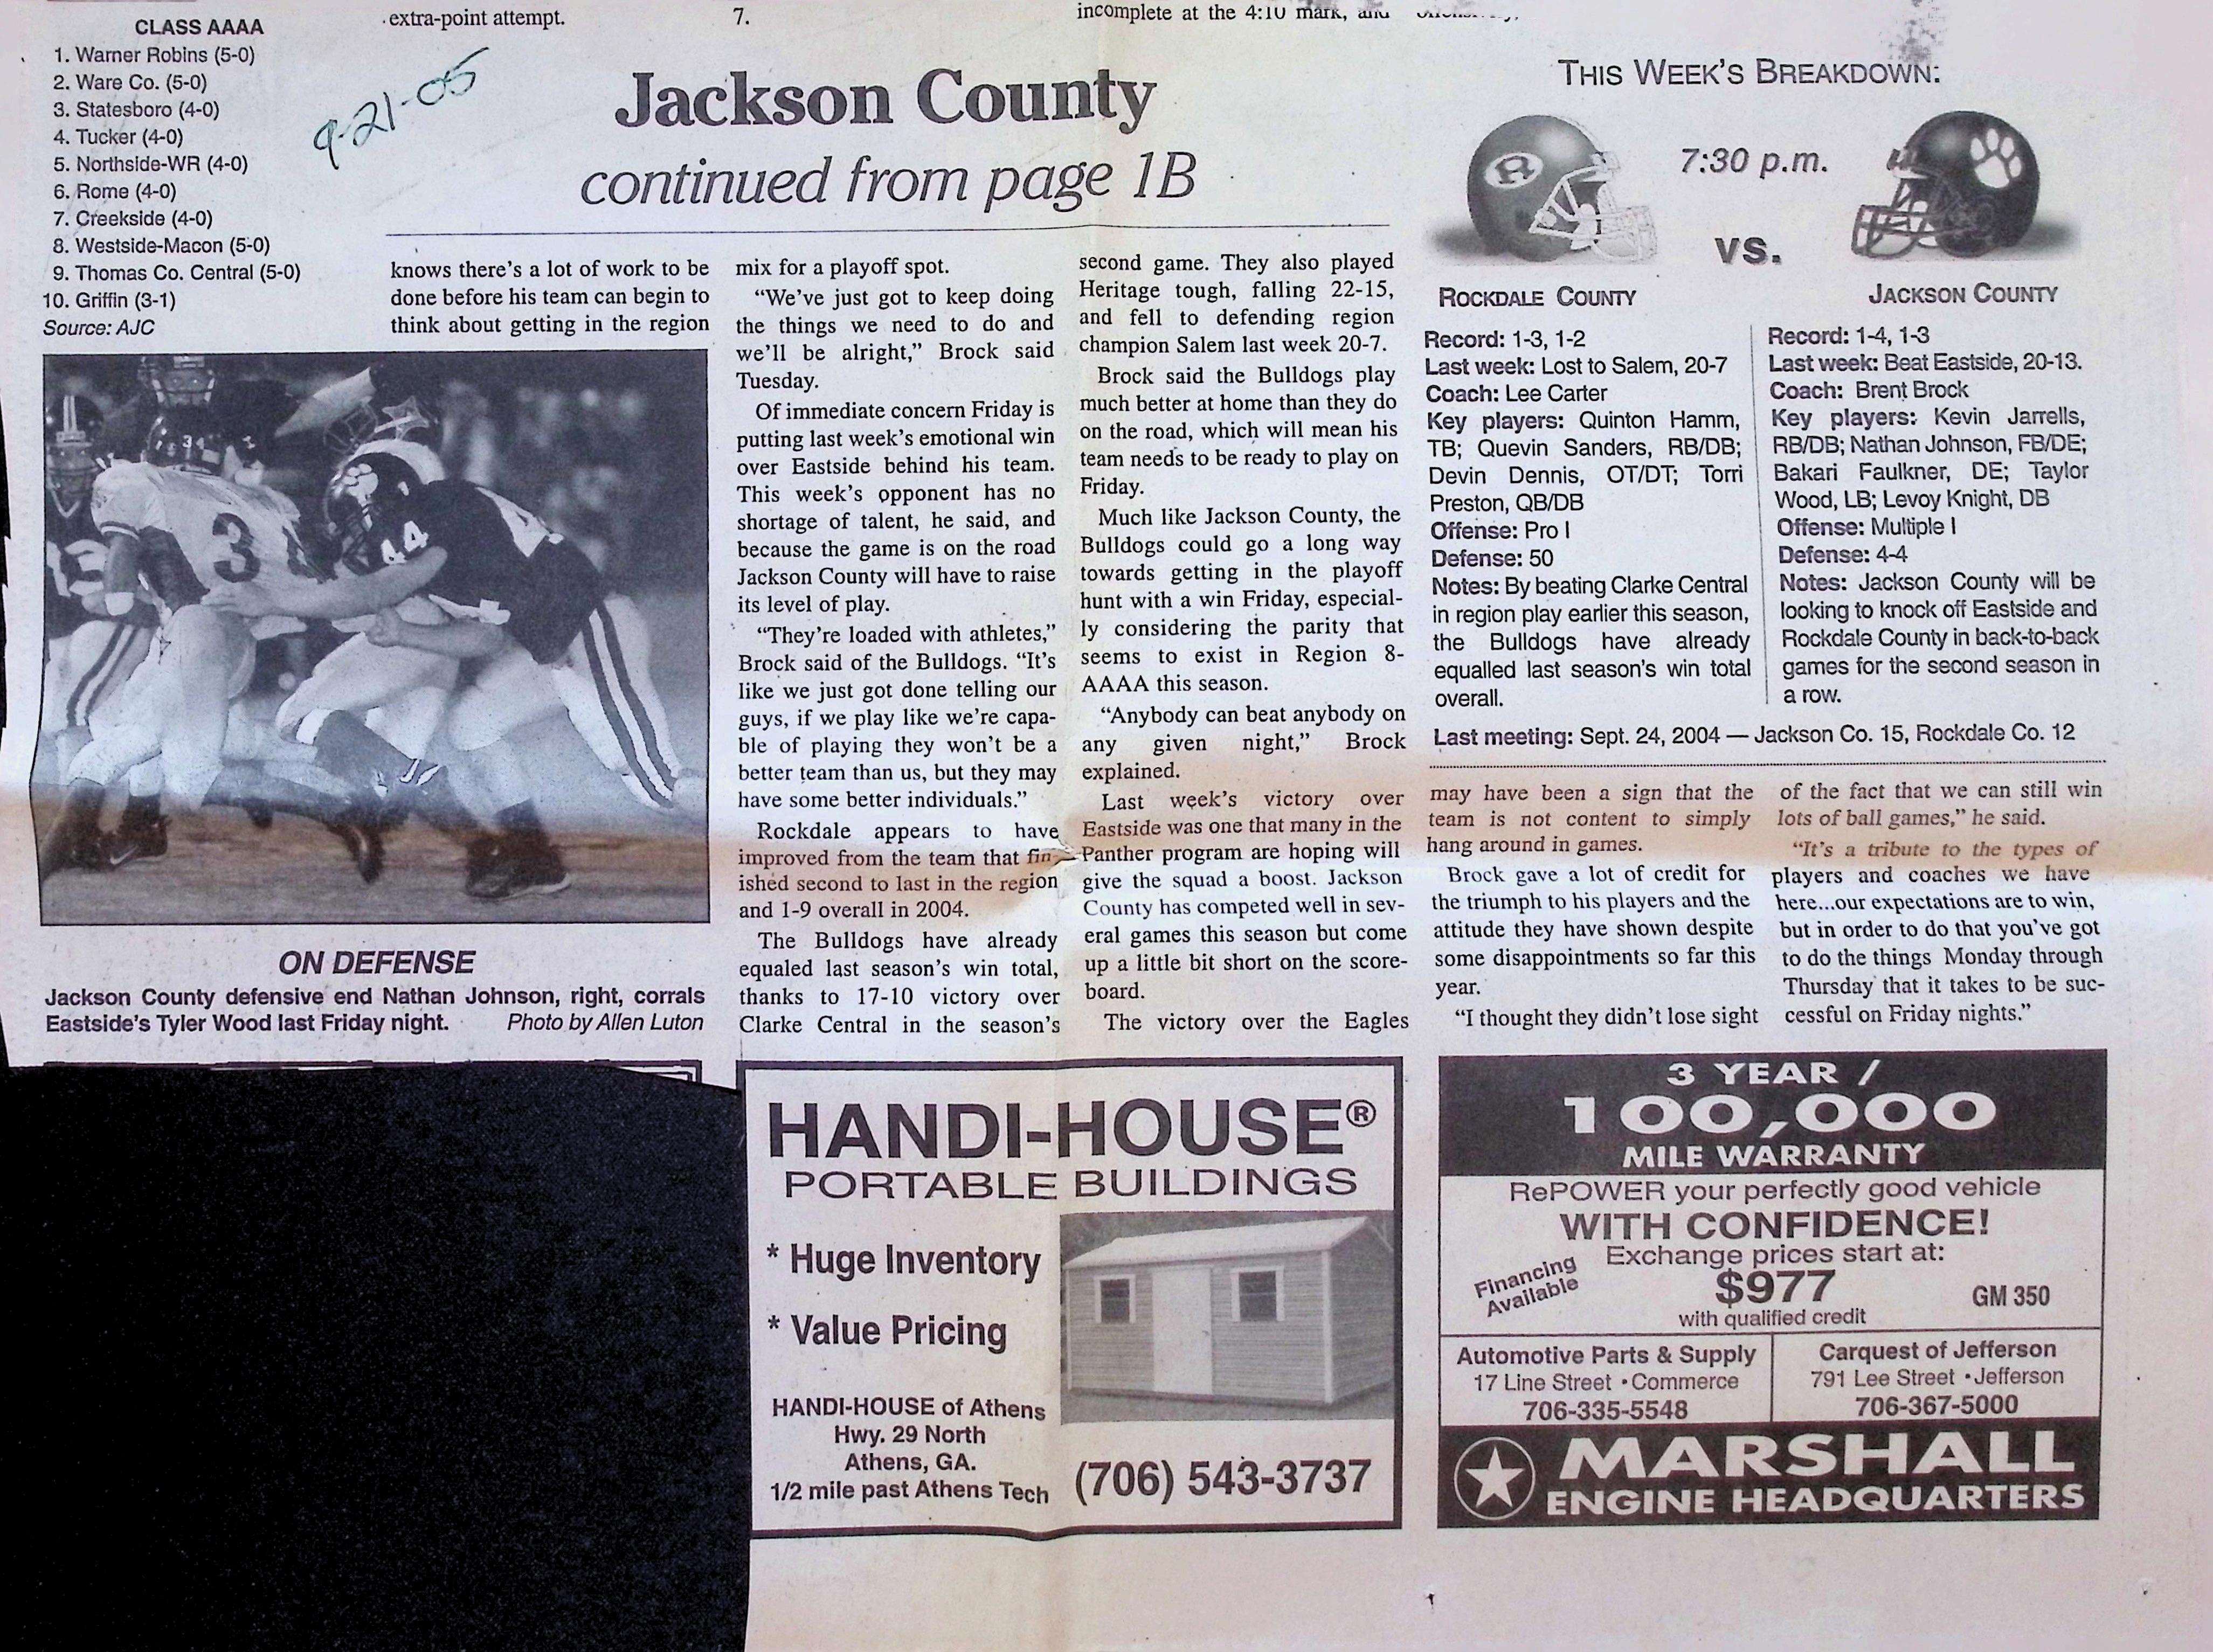 CLASS AAAA
1. Warner Robins (5-0)
2. Ware Co. (5-0)
3. Statesboro (4-0)
4. Tucker (4-0)
5. Northside-WR (4-0)
6. Rome (4-0)
7. Creekside (4-0)
8. Westside-Macon (5-0)
9. Thomas Co. Central (5-0)
10. Griffin (3-1)
Source: AJC
extra-point attempt.
7.
incomplete at the 4:10 mark, and
9-21-05
Jackson County
continued from page 1B
knows there's a lot of work to be
done before his team can begin to
think about getting in the region
34
3
44
ON DEFENSE
Jackson County defensive end Nathan Johnson, right, corrals
Eastside's Tyler Wood last Friday night. Photo by Allen Luton
mix for a playoff spot.
“We've just got to keep doing
the things we need to do and
we'll be alright,” Brock said
Tuesday.
Of immediate concern Friday is
putting last week's emotional win
over Eastside behind his team.
This week's opponent has no
shortage of talent, he said, and
because the game is on the road
Jackson County will have to raise
its level of play.
“They're loaded with athletes,”
Brock said of the Bulldogs. “It's
like we just got done telling our
guys, if we play like we're capa-
ble of playing they won't be a
better team than us, but they may
have some better individuals.”
Rockdale appears to have
improved from the team that fin-
ished second to last in the region
and 1-9 overall in 2004.
The Bulldogs have already
equaled last season's win total,
thanks to 17-10 victory over
Clarke Central in the season's
second game. They also played
Heritage tough, falling 22-15,
and fell to defending region
champion Salem last week 20-7.
Brock said the Bulldogs play
much better at home than they do
on the road, which will mean his
team needs to be ready to play on
Friday.
Much like Jackson County, the
Bulldogs could go a long way
towards getting in the playoff
hunt with a win Friday, especial-
ly considering the parity that
seems to exist in Region 8-
AAAA this season.
“Anybody can beat anybody on
any given night,” Brock
explained.
Last week's victory over
Eastside was one that many in the
Panther program are hoping will
give the squad a boost. Jackson
County has competed well in sev-
eral games this season but come
up a little bit short on the score-
board.
The victory over the Eagles
THIS WEEK'S BREAKDOWN:
R
7:30 p.m.
VS.
ROCKDALE COUNTY
Record: 1-3, 1-2
Last week: Lost to Salem, 20-7
Coach: Lee Carter
Key players: Quinton Hamm,
TB; Quevin Sanders, RB/DB;
Devin Dennis, OT/DT; Torri
Preston, QB/DB
Offense: Pro I
Defense: 50
Notes: By beating Clarke Central
in region play earlier this season,
the Bulldogs have already
equalled last season's win total
overall.
JACKSON COUNTY
Record: 1-4, 1-3
Last week: Beat Eastside, 20-13.
Coach: Brent Brock
Key players: Kevin Jarrells,
RB/DB; Nathan Johnson, FB/DE;
Bakari Faulkner, DE; Taylor
Wood, LB; Levoy Knight, DB
Offense: Multiple I
Defense: 4-4
Notes: Jackson County will be
looking to knock off Eastside and
Rockdale County in back-to-back
games for the second season in
a row.
Last meeting: Sept. 24, 2004 — Jackson Co. 15, Rockdale Co. 12
may have been a sign that the
team is not content to simply
hang around in games.
Brock gave a lot of credit for
the triumph to his players and the
attitude they have shown despite
some disappointments so far this
year.
“I thought they didn't lose sight
of the fact that we can still win
lots of ball games,” he said.
“It's a tribute to the types of
players and coaches we have
here...our expectations are to win,
but in order to do that you've got
to do the things Monday through
Thursday that it takes to be suc-
cessful on Friday nights.”
HANDI-HOUSE®
PORTABLE BUILDINGS
* Huge Inventory
* Value Pricing
HANDI-HOUSE of Athens
Hwy. 29 North
Athens, GA.
1/2 mile past Athens Tech
(706) 543-3737
3 YEAR /
100,000
MILE WARRANTY
RePOWER your perfectly good vehicle
WITH CONFIDENCE!
Exchange prices start at:
Financing
Available
$977
GM 350
with qualified credit
Automotive Parts & Supply
17 Line Street • Commerce
706-335-5548
Carquest of Jefferson
791 Lee Street • Jefferson
706-367-5000
MARSHALL
ENGINE HEADQUARTERS